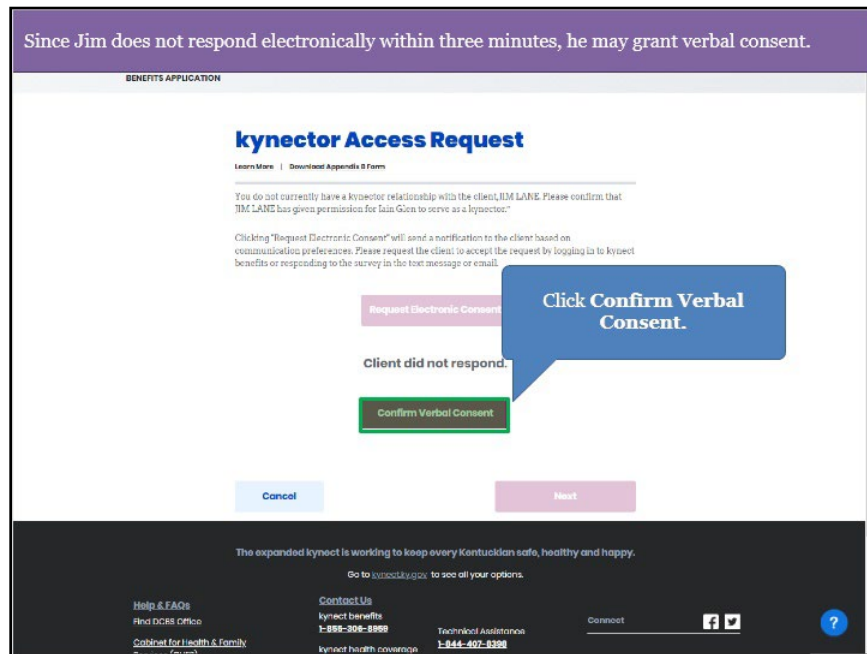 Since Jim does not respond electronically within three minutes, he may grant verbal consent.
BENEFITS APPLICATION
kynector Access Request
Learn More | Download Appendix B Form
You do not currently have a kynector relationship with the client, JIM LANE. Please confirm that
JIM LANE has given permission for Iain Glen to serve as a kynector."
Clicking "Request Electronic Consent" will send a notification to the client based on
communication preferences. Please request the client to accept the request by logging in to kynect
benefits or responding to the survey in the text message or email.
Request Electronic Consent
Click Confirm Verbal
Consent.
Client did not respond.
Confirm Verbal Consent
Cancel
Next
The expanded kynect is working to keep every Kentuckian safe, healthy and happy.
Go to kynect.ky.gov to see all your options.
Help & FAQs
Find DCBS Office
Cabinet for Health & Family
Contact Us
kynect benefits
1-855-306-8959
kynect health coverage
Technical Assistance
1-844-407-8398
Connect
?